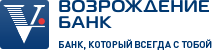 ВОЗРОЖДЕНИЕ
БАНК
БАНК, КОТОРЫЙ ВСЕГДА С ТОБОЙ